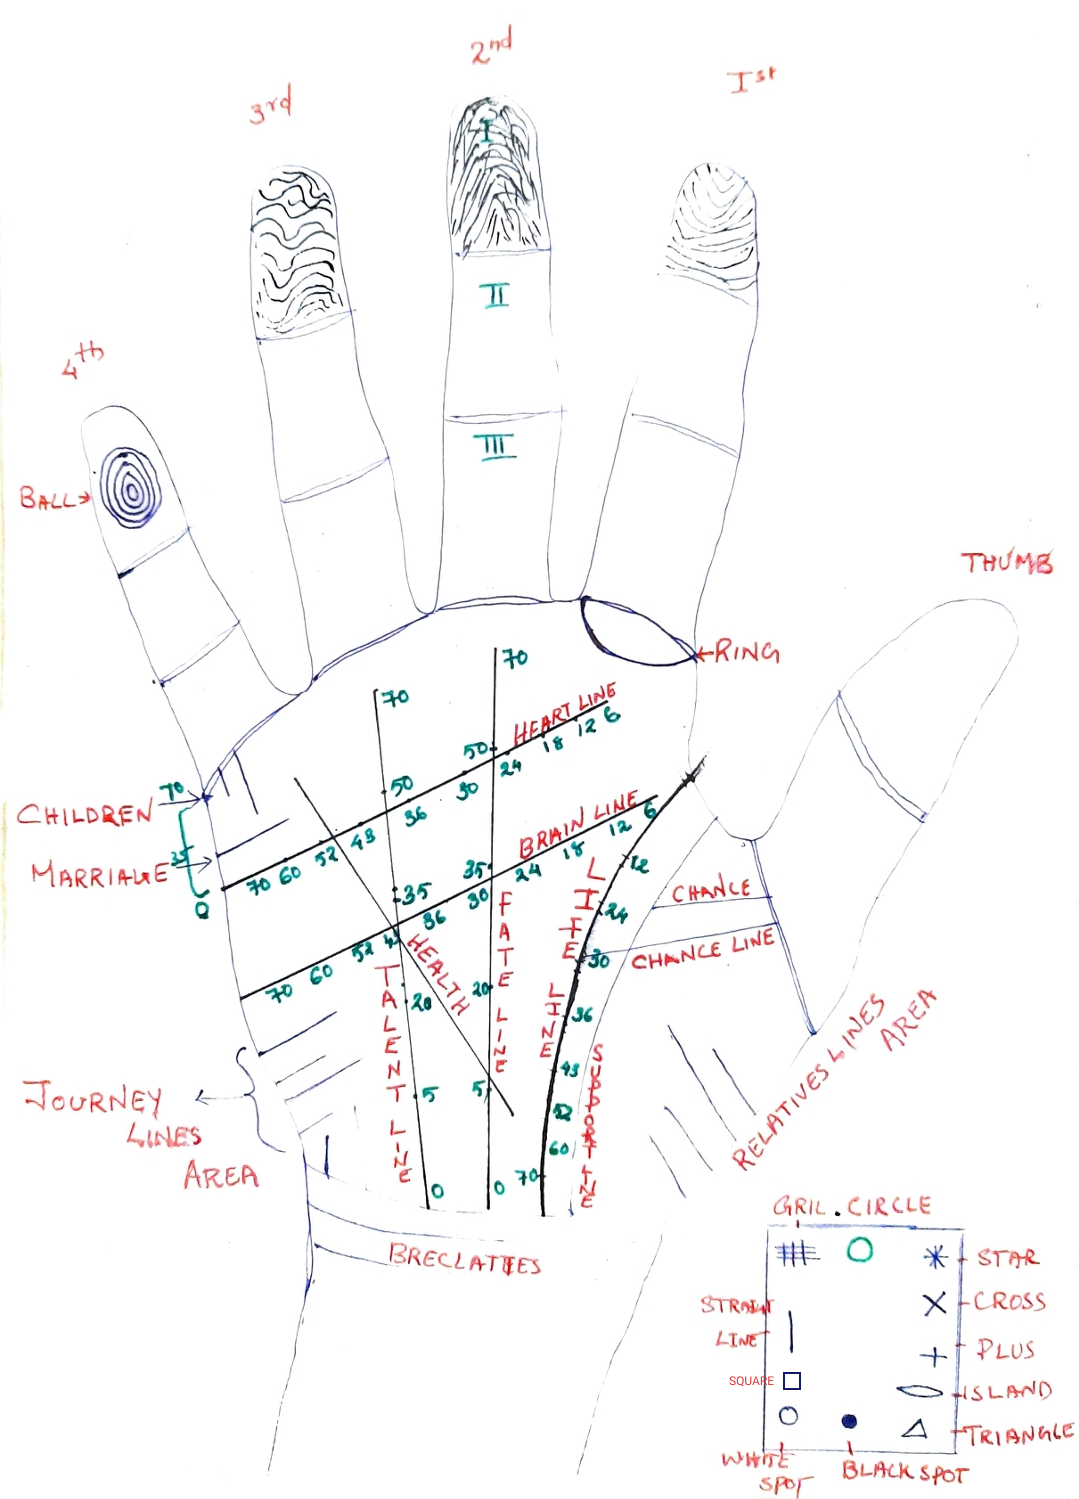 2nd
Ist
3rd
I
II
4th
III
BALL
THUMB
RING
70
70
HEART LINE
6
12
18
24
30
36
43
52
60
70
50
50
CHILDREN
70
MARRIAGE
35
0
BRAIN LINE
6
12
18
24
30
36
43
52
60
70
35
35
LIFE LINE
12
24
30
36
43
52
60
70
CHANCE
CHANCE LINE
FATE LINE
HEALTH
TALENT LINE
20
20
5
5
0
0
SUPPORT LINE
RELATIVES LINES
AREA
JOURNEY
LINES
AREA
BRECLATTES
GRIL . CIRCLE
STAR
STRAIGNT
LINE
CROSS
PLUS
SQUARE
ISLAND
TRIANGLE
WHITE
SPOT
BLACK SPOT